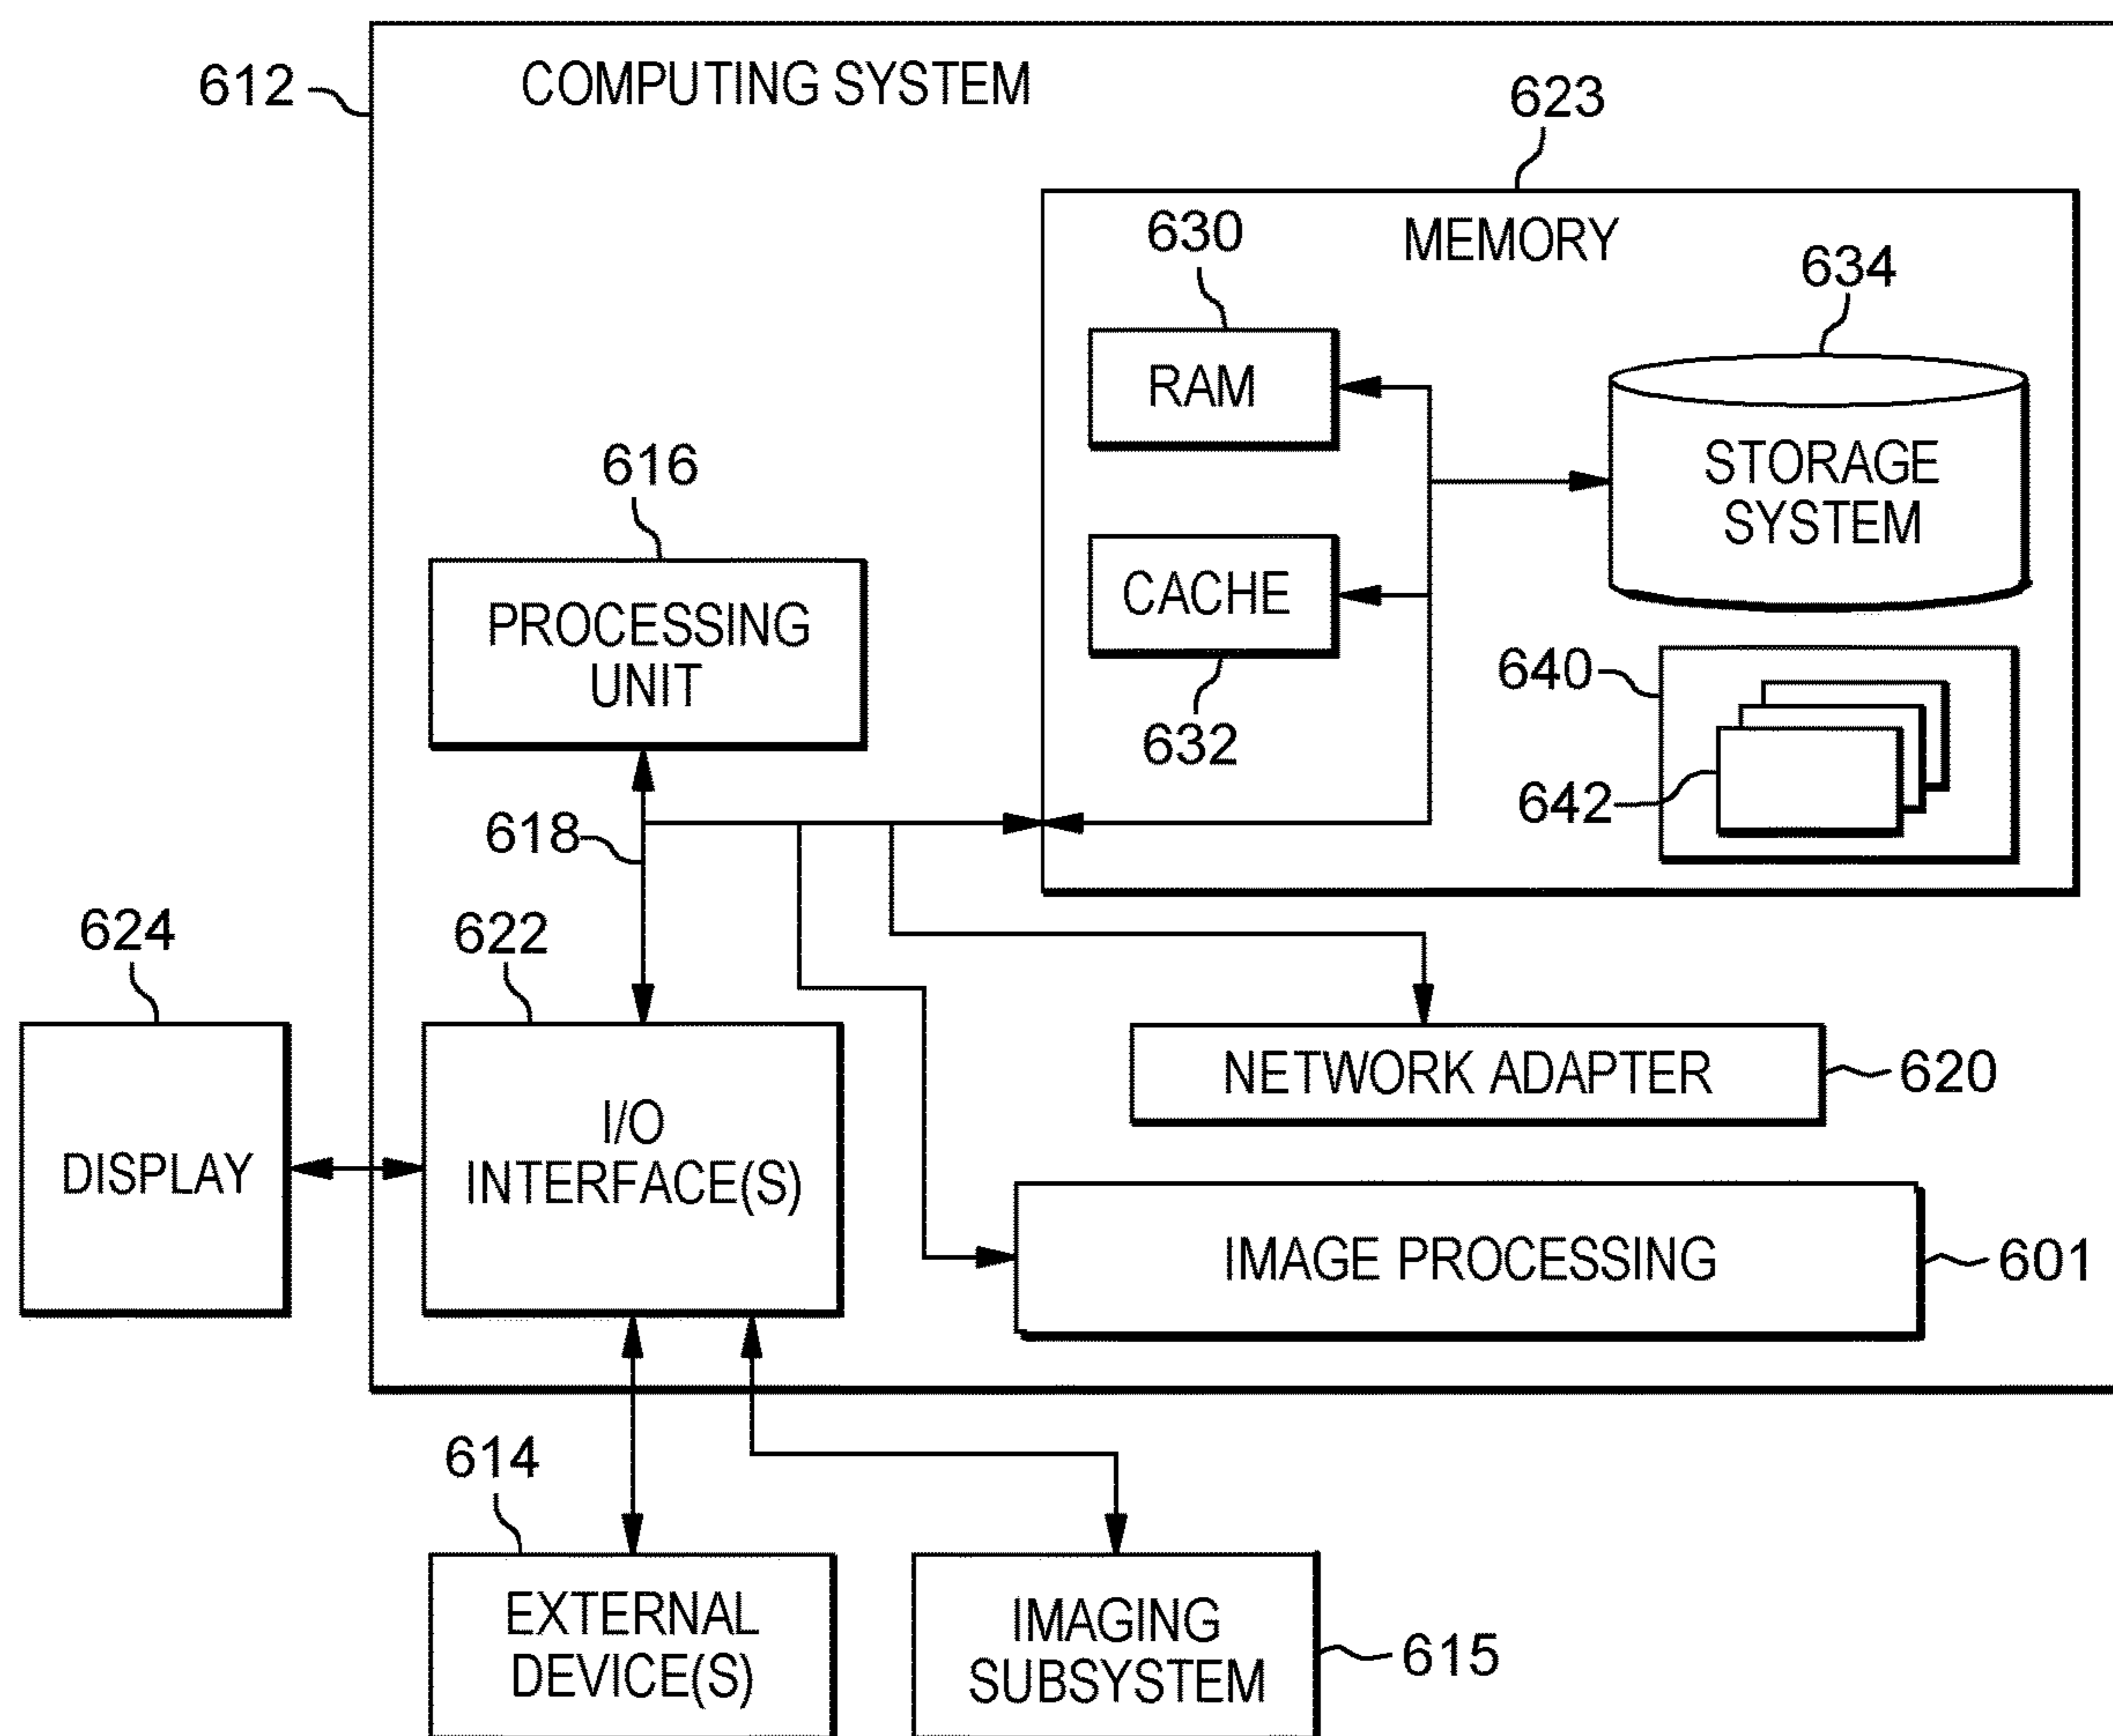 612
COMPUTING SYSTEM
623
MEMORY
630
RAM
634
STORAGE
SYSTEM
616
PROCESSING
UNIT
CACHE
632
640
642
618
624
622
DISPLAY
I/O
INTERFACE(S)
NETWORK ADAPTER
620
IMAGE PROCESSING
601
614
EXTERNAL
DEVICE(S)
IMAGING
SUBSYSTEM
615